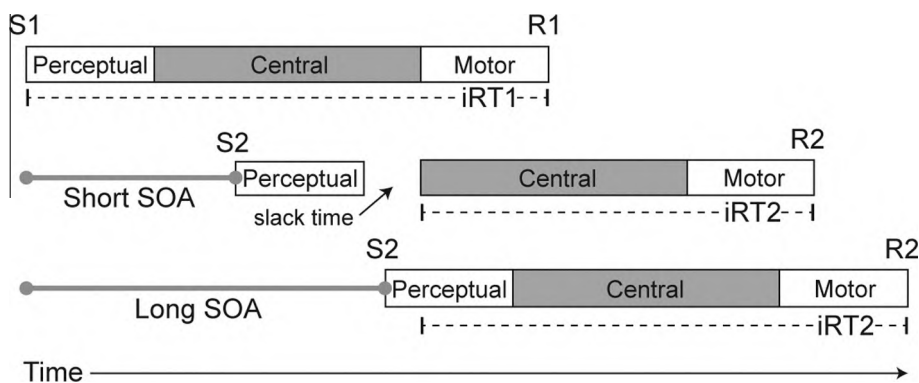 S1 R1
Perceptual Central Motor
iRT1
S2 R2
Perceptual Central Motor
Short SOA
slack time
iRT2
S2 R2
Perceptual Central Motor
Long SOA
iRT2
Time